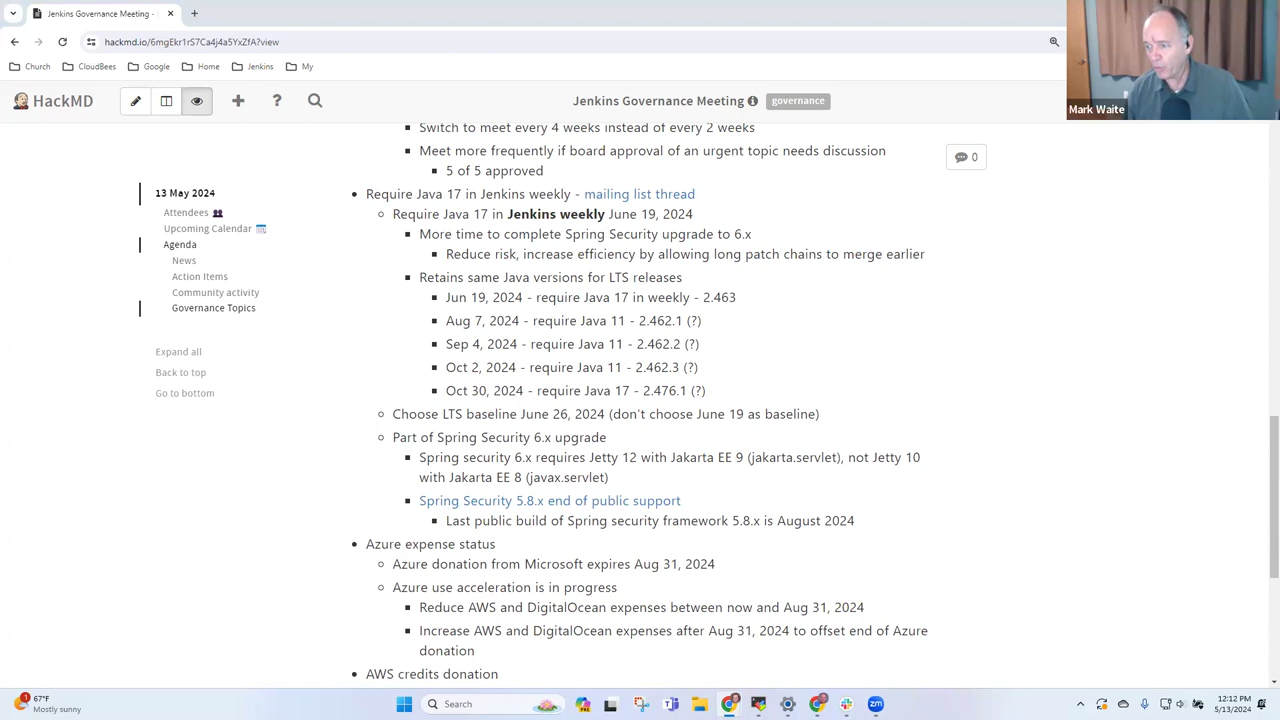 Jenkins Governance Meeting -
hackmd.io/6mgEkr1rS7Ca4j4a5YxZfA?view
Church
CloudBees
Google
Home
Jenkins
My
HackMD
Jenkins Governance Meeting
governance
Mark Waite
0
13 May 2024
Attendees
Upcoming Calendar
Agenda
News
Action Items
Community activity
Governance Topics
Expand all
Back to top
Go to bottom
Switch to meet every 4 weeks instead of every 2 weeks
Meet more frequently if board approval of an urgent topic needs discussion
5 of 5 approved
Require Java 17 in Jenkins weekly - mailing list thread
Require Java 17 in Jenkins weekly June 19, 2024
More time to complete Spring Security upgrade to 6.x
Reduce risk, increase efficiency by allowing long patch chains to merge earlier
Retains same Java versions for LTS releases
Jun 19, 2024 - require Java 17 in weekly - 2.463
Aug 7, 2024 - require Java 11 - 2.462.1 (?)
Sep 4, 2024 - require Java 11 - 2.462.2 (?)
Oct 2, 2024 - require Java 11 - 2.462.3 (?)
Oct 30, 2024 - require Java 17 - 2.476.1 (?)
Choose LTS baseline June 26, 2024 (don't choose June 19 as baseline)
Part of Spring Security 6.x upgrade
Spring security 6.x requires Jetty 12 with Jakarta EE 9 (jakarta.servlet), not Jetty 10
with Jakarta EE 8 (javax.servlet)
Spring Security 5.8.x end of public support
Last public build of Spring security framework 5.8.x is August 2024
Azure expense status
Azure donation from Microsoft expires Aug 31, 2024
Azure use acceleration is in progress
Reduce AWS and DigitalOcean expenses between now and Aug 31, 2024
Increase AWS and DigitalOcean expenses after Aug 31, 2024 to offset end of Azure
donation
AWS credits donation
67°F
Mostly sunny
Search
12:12 PM
5/13/2024